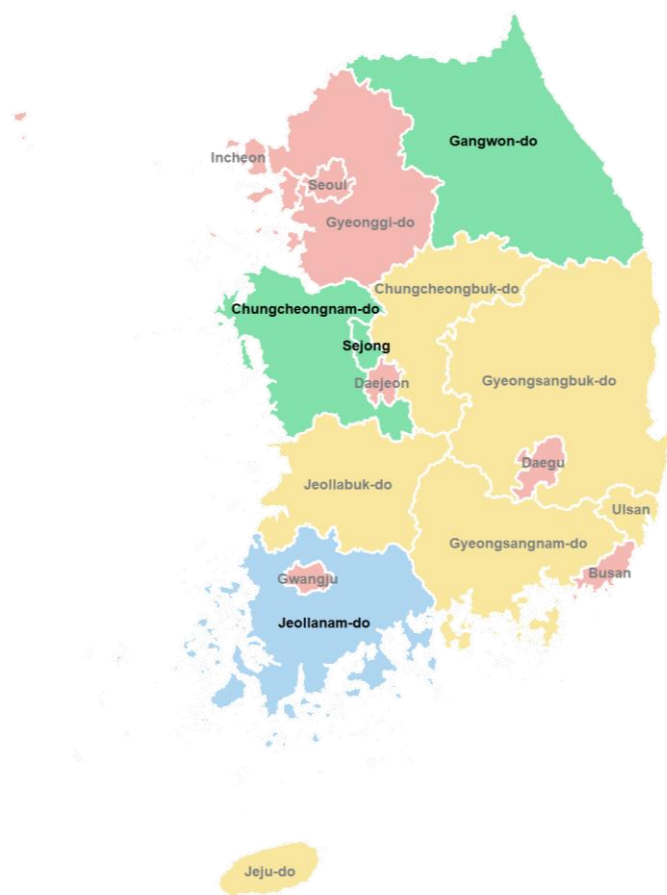 Gangwon-do
Incheon
Seoul
Gyeonggi-do
Chungcheongbuk-do
Chungcheongnam-do
Sejong
Daejeon
Gyeongsangbuk-do
Daegu
Jeollabuk-do
Ulsan
Gyeongsangnam-do
Busan
Gwangju
Jeollanam-do
Jeju-do